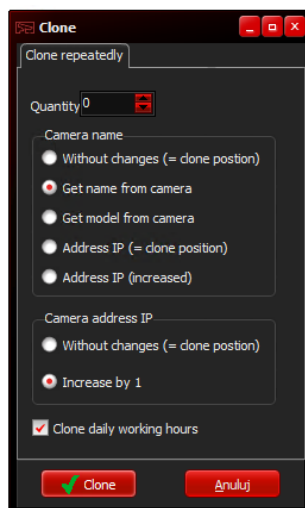 Clone
Clone repeatedly
Quantity 0
Camera name
Without changes (= clone postion)
Get name from camera
Get model from camera
Address IP (= clone position)
Address IP (increased)
Camera address IP
Without changes (= clone postion)
Increase by 1
Clone daily working hours
Clone Anuluj